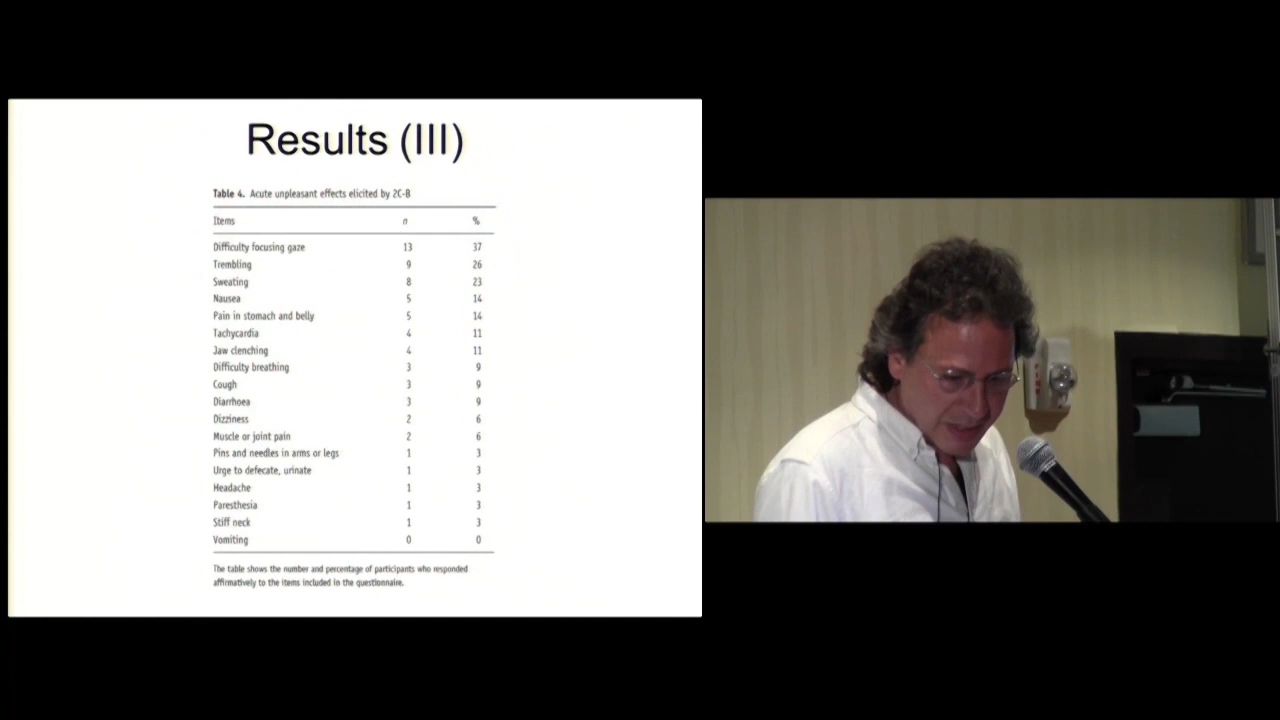 Results (III)
Table 4. Acute unpleasant effects elicited by 2C-B
Items n %
Difficulty focusing gaze 13 37
Trembling 9 26
Sweating 8 23
Nausea 5 14
Pain in stomach and belly 5 14
Tachycardia 4 11
Jaw clenching 4 11
Difficulty breathing 3 9
Cough 3 9
Diarrhoea 3 9
Dizziness 2 6
Muscle or joint pain 2 6
Pins and needles in arms or legs 1 3
Urge to defecate, urinate 1 3
Headache 1 3
Paresthesia 1 3
Stiff neck 1 3
Vomiting 0 0
The table shows the number and percentage of participants who responded
affirmatively to the items included in the questionnaire.